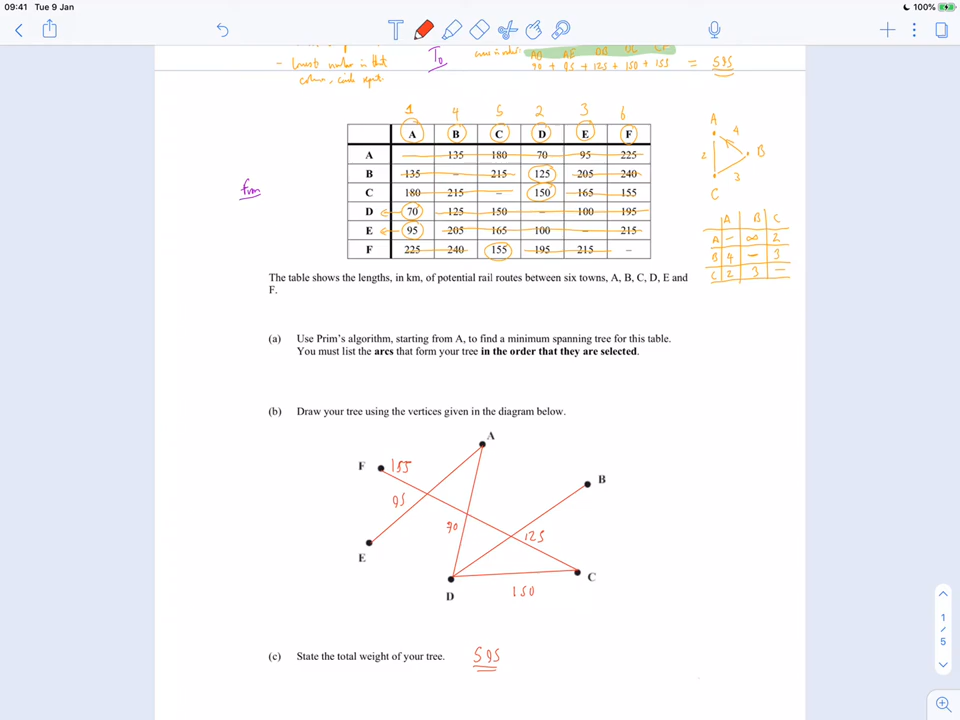 09:41 Tue 9 Jan
100%
T
To
AD AE DB DC CF
90 + 95 + 125 + 150 + 155 = 595
- lowest number in that
column, circle repeat.
1 4 5 2 3 6
A B C D E F
A 135 180 70 95 225
B 135 – 215 125 205 240
C 180 215 – 150 165 155
D 70 125 150 – 100 195
E 95 205 165 100 – 215
F 225 240 155 195 215 –
from
A
4
2
B
3
C
A B C
A – ∞ 2
B 4 – 3
C 2 3 –
The table shows the lengths, in km, of potential rail routes between six towns, A, B, C, D, E and
F.
(a) Use Prim's algorithm, starting from A, to find a minimum spanning tree for this table.
You must list the arcs that form your tree in the order that they are selected.
(b) Draw your tree using the vertices given in the diagram below.
A
F 155
B
95
90
125
E
C
D
150
(c) State the total weight of your tree. 595
1
/
5